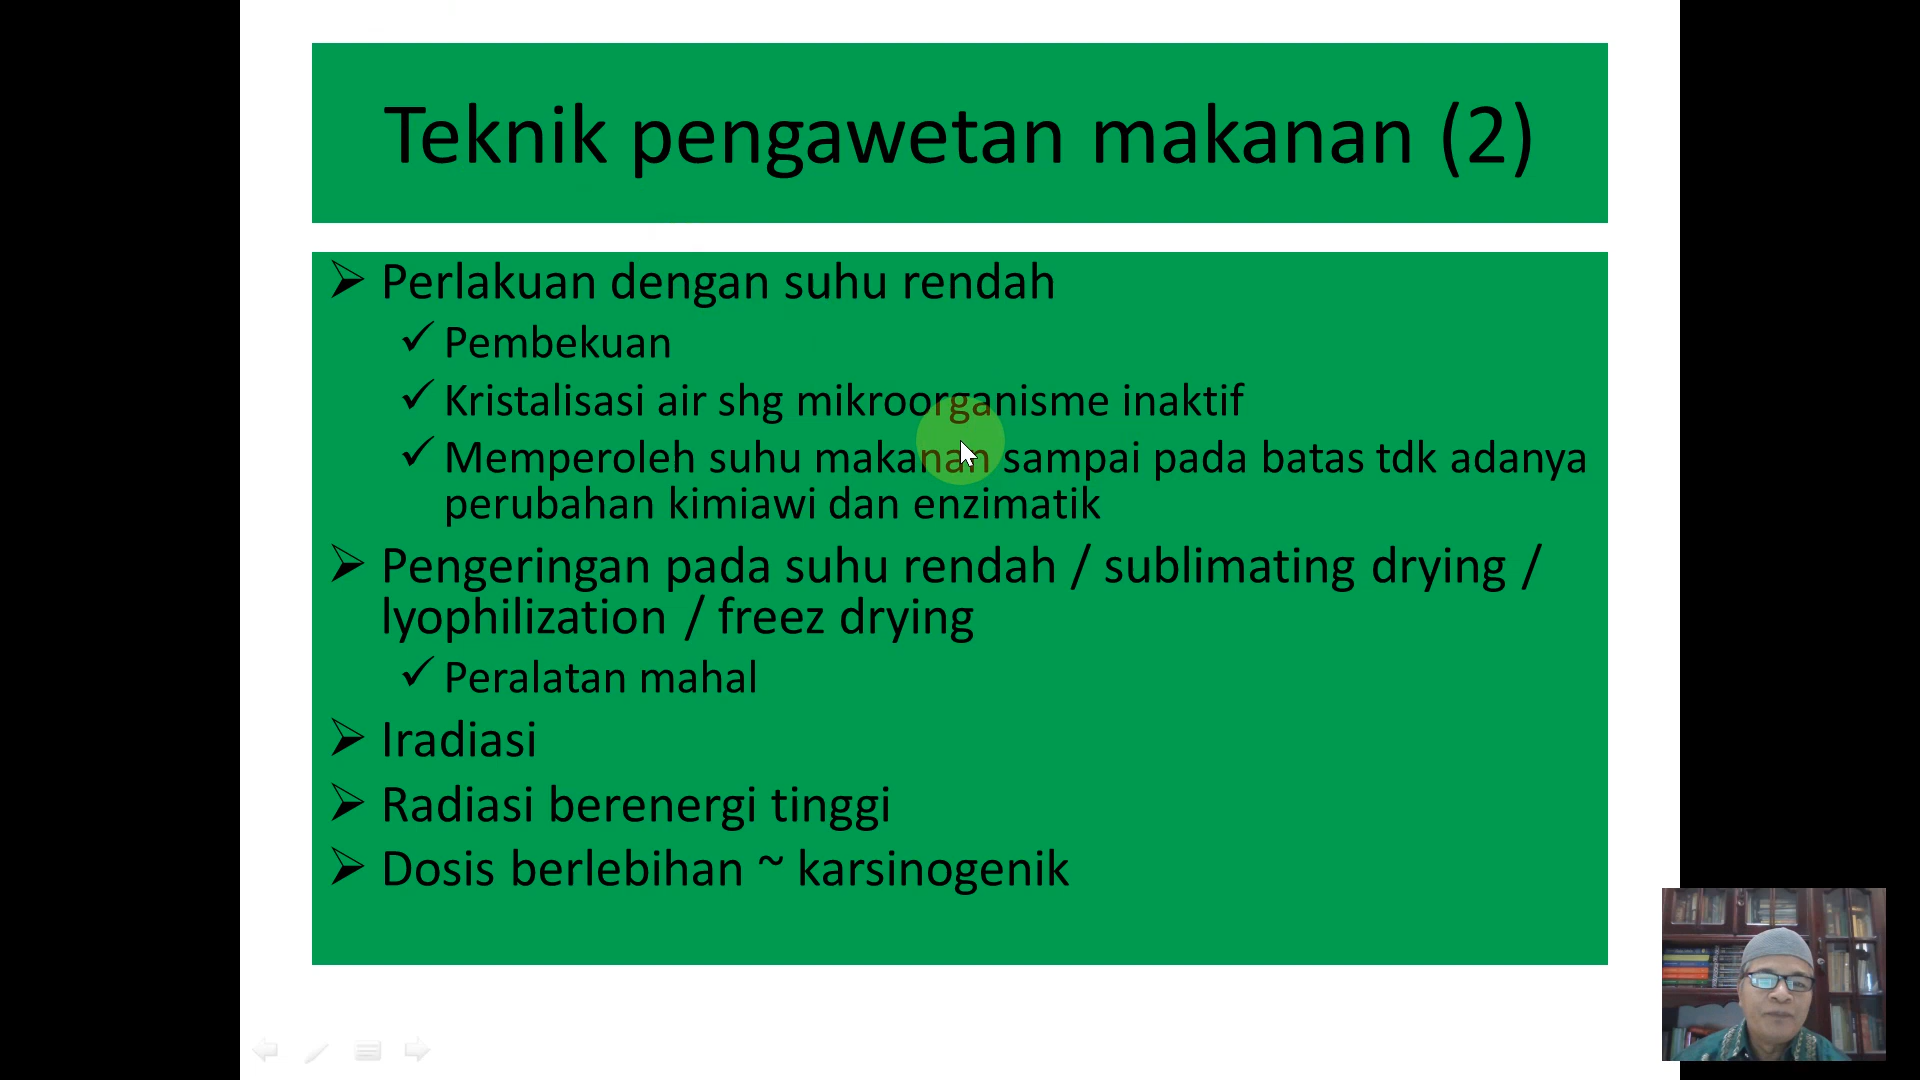 Teknik pengawetan makanan (2)
Perlakuan dengan suhu rendah
Pembekuan
Kristalisasi air shg mikroorganisme inaktif
Memperoleh suhu makanan sampai pada batas tdk adanya
perubahan kimiawi dan enzimatik
Pengeringan pada suhu rendah / sublimating drying /
lyophilization / freez drying
Peralatan mahal
Iradiasi
Radiasi berenergi tinggi
Dosis berlebihan ~ karsinogenik